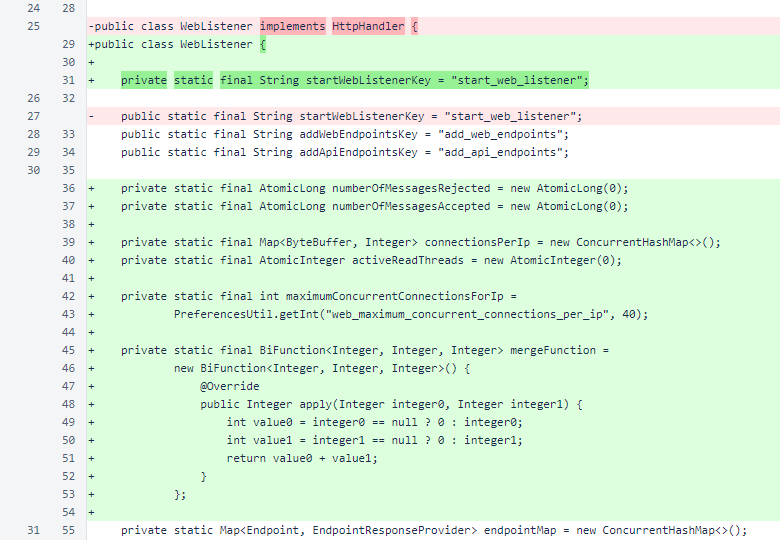 24 28
25 -public class WebListener implements HttpHandler {
29 +public class WebListener {
30 +
31 + private static final String startWebListenerKey = "start_web_listener";
26 32
27 - public static final String startWebListenerKey = "start_web_listener";
28 33 public static final String addWebEndpointsKey = "add_web_endpoints";
29 34 public static final String addApiEndpointsKey = "add_api_endpoints";
30 35
36 + private static final AtomicLong numberOfMessagesRejected = new AtomicLong(0);
37 + private static final AtomicLong numberOfMessagesAccepted = new AtomicLong(0);
38 +
39 + private static final Map<ByteBuffer, Integer> connectionsPerIp = new ConcurrentHashMap<>();
40 + private static final AtomicInteger activeReadThreads = new AtomicInteger(0);
41 +
42 + private static final int maximumConcurrentConnectionsForIp =
43 + PreferencesUtil.getInt("web_maximum_concurrent_connections_per_ip", 40);
44 +
45 + private static final BiFunction<Integer, Integer, Integer> mergeFunction =
46 + new BiFunction<Integer, Integer, Integer>() {
47 + @Override
48 + public Integer apply(Integer integer0, Integer integer1) {
49 + int value0 = integer0 == null ? 0 : integer0;
50 + int value1 = integer1 == null ? 0 : integer1;
51 + return value0 + value1;
52 + }
53 + };
54 +
31 55 private static Map<Endpoint, EndpointResponseProvider> endpointMap = new ConcurrentHashMap<>();